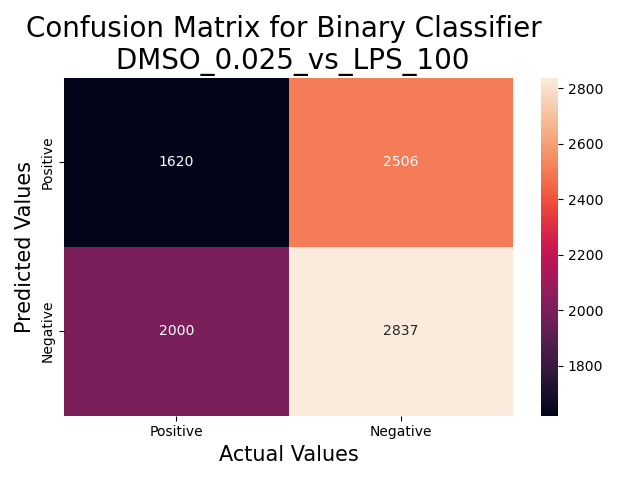 Confusion Matrix for Binary Classifier
DMSO_0.025_vs_LPS_100
Predicted Values
Positive
Negative
1620
2506
2000
2837
Positive
Negative
Actual Values
2800
2600
2400
2200
2000
1800